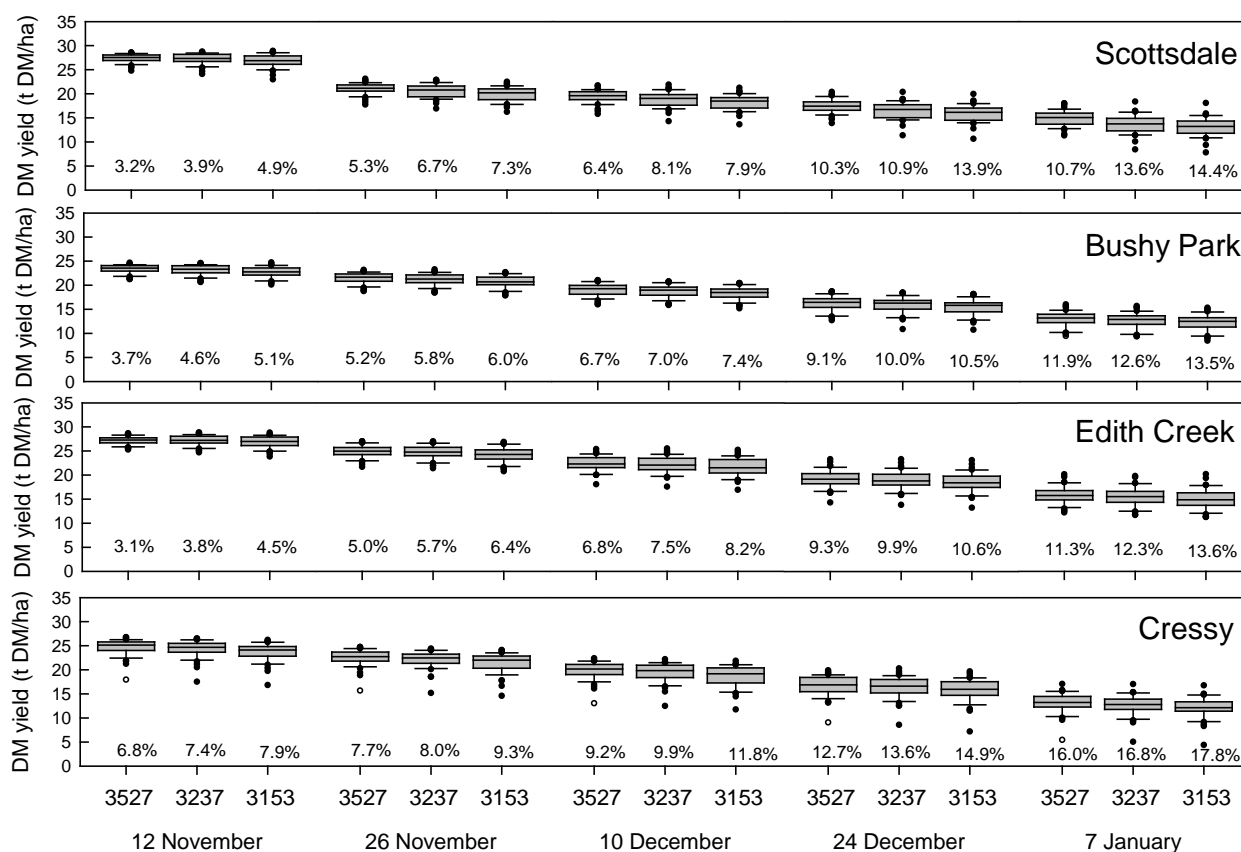 DM yield (t DM/ha)
35
30
25
20
15
10
5
0
Scottsdale
3.2% 3.9% 4.9% 5.3% 6.7% 7.3% 6.4% 8.1% 7.9% 10.3% 10.9% 13.9% 10.7% 13.6% 14.4%
DM yield (t DM/ha)
35
30
25
20
15
10
5
0
Bushy Park
3.7% 4.6% 5.1% 5.2% 5.8% 6.0% 6.7% 7.0% 7.4% 9.1% 10.0% 10.5% 11.9% 12.6% 13.5%
DM yield (t DM/ha)
35
30
25
20
15
10
5
0
Edith Creek
3.1% 3.8% 4.5% 5.0% 5.7% 6.4% 6.8% 7.5% 8.2% 9.3% 9.9% 10.6% 11.3% 12.3% 13.6%
DM yield (t DM/ha)
35
30
25
20
15
10
5
0
Cressy
6.8% 7.4% 7.9% 7.7% 8.0% 9.3% 9.2% 9.9% 11.8% 12.7% 13.6% 14.9% 16.0% 16.8% 17.8%
3527 3237 3153 3527 3237 3153 3527 3237 3153 3527 3237 3153 3527 3237 3153
12 November 26 November 10 December 24 December 7 January